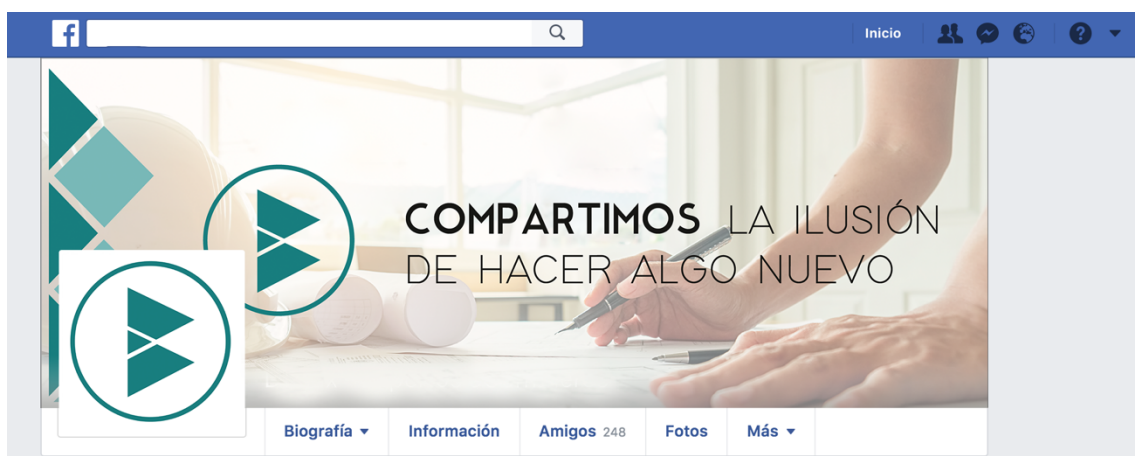 Inicio
COMPARTIMOS LA ILUSIÓN
DE HACER ALGO NUEVO
Biografía
Información
Amigos 248
Fotos
Más